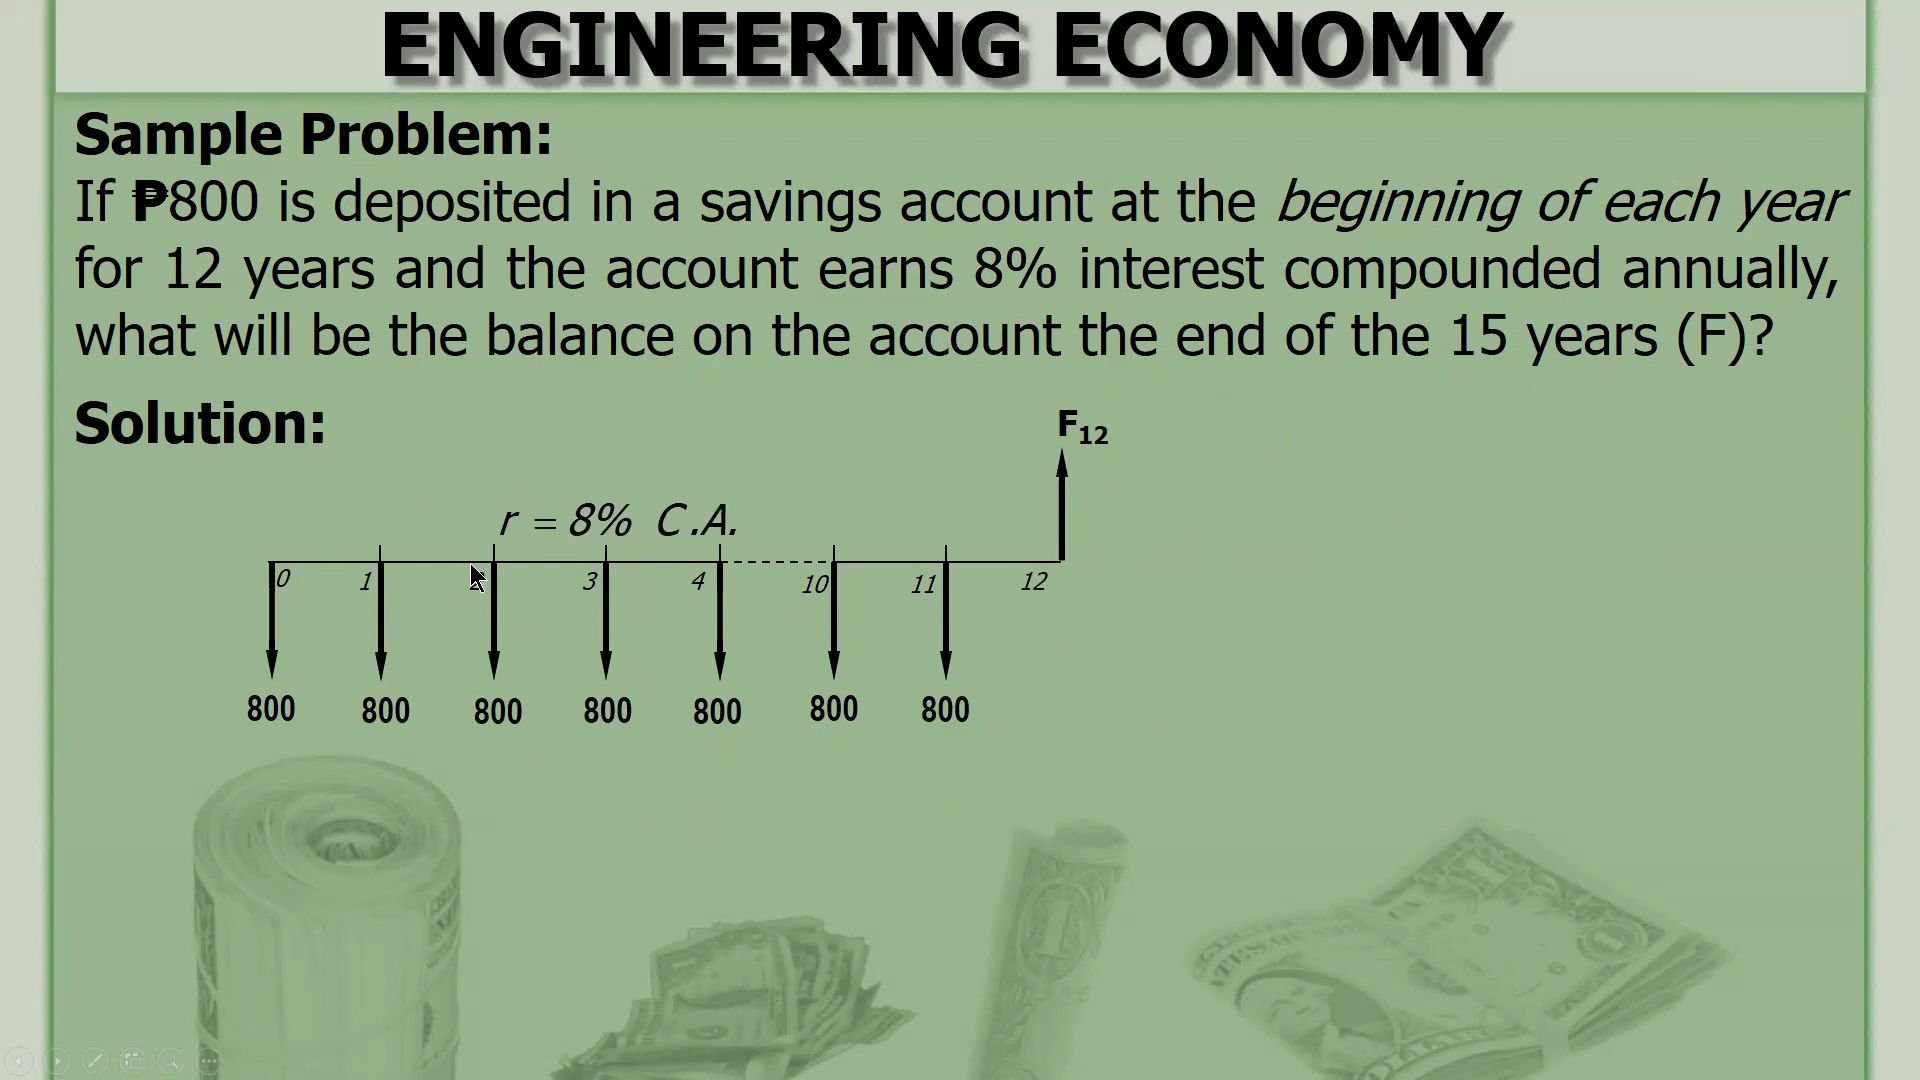 ENGINEERING ECONOMY
Sample Problem:
If ₱800 is deposited in a savings account at the beginning of each year
for 12 years and the account earns 8% interest compounded annually,
what will be the balance on the account the end of the 15 years (F)?
Solution:
F12
r = 8% C.A.
0 1 2 3 4 10 11 12
800 800 800 800 800 800 800